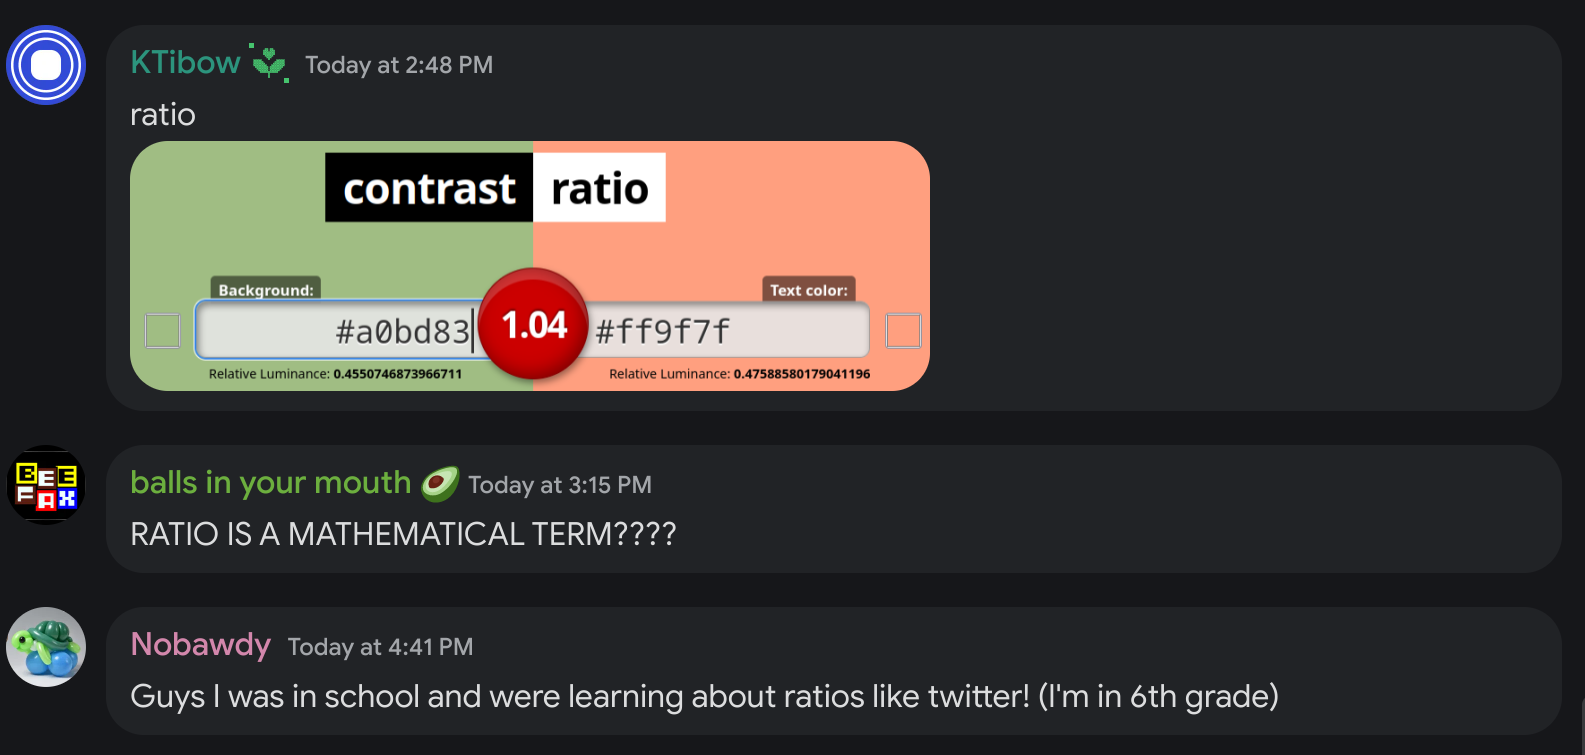 KTibow Today at 2:48 PM
ratio
contrast ratio
Background: Text color:
#a0bd83 1.04 #ff9f7f
Relative Luminance: 0.4550746873966711 Relative Luminance: 0.47588580179041196
BEE
FAX
balls in your mouth 🥑 Today at 3:15 PM
RATIO IS A MATHEMATICAL TERM????
Nobawdy Today at 4:41 PM
Guys I was in school and were learning about ratios like twitter! (I'm in 6th grade)